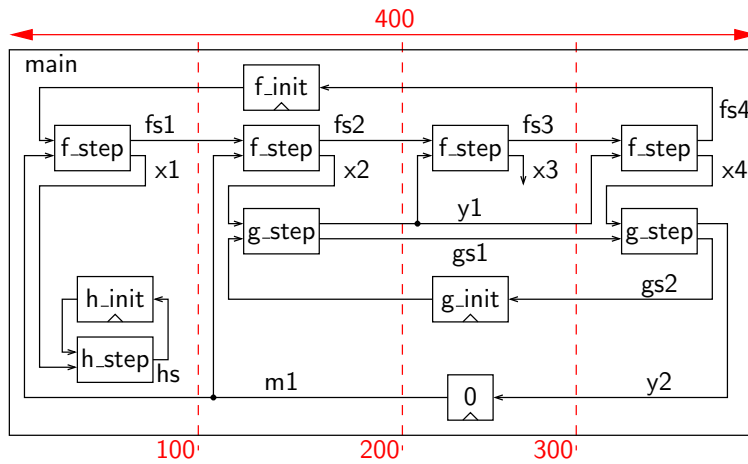 400
main
f_init
fs4
fs1
fs2
fs3
f_step
f_step
f_step
f_step
x1
x2
x3
x4
y1
g_step
g_step
gs1
h_init
g_init
gs2
h_step
hs
m1
0
y2
100
200
300